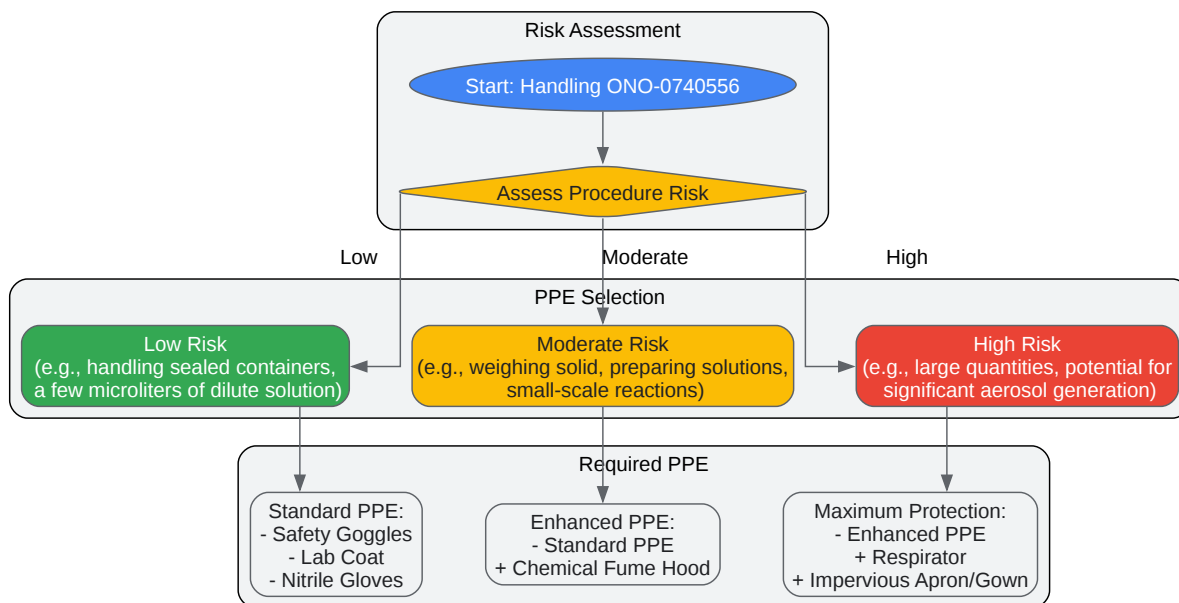 Risk Assessment
Start: Handling ONO-0740556
Assess Procedure Risk
Low
Moderate
High
PPE Selection
Low Risk
(e.g., handling sealed containers,
a few microliters of dilute solution)
Moderate Risk
(e.g., weighing solid, preparing solutions,
small-scale reactions)
High Risk
(e.g., large quantities, potential for
significant aerosol generation)
Required PPE
Standard PPE:
- Safety Goggles
- Lab Coat
- Nitrile Gloves
Enhanced PPE:
- Standard PPE
+ Chemical Fume Hood
Maximum Protection:
- Enhanced PPE
+ Respirator
+ Impervious Apron/Gown